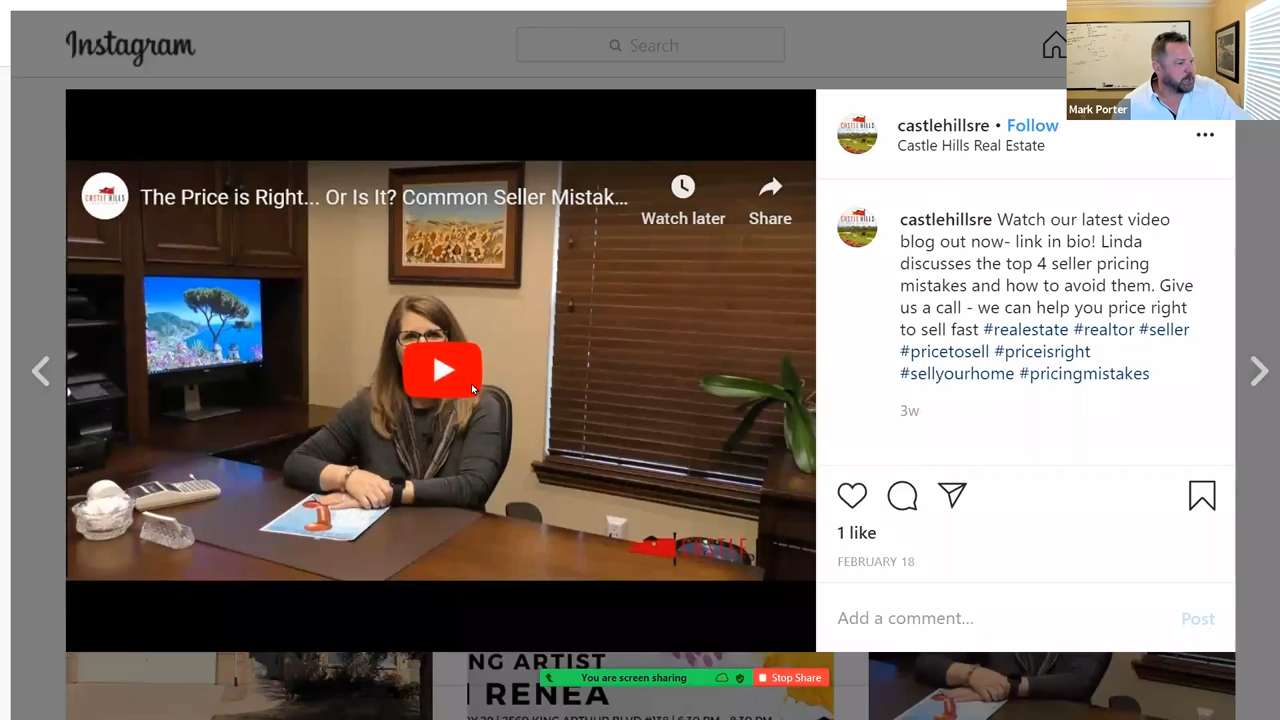 Instagram
Search
Mark Porter
castlehillsre • Follow
Castle Hills Real Estate
CASTLE HILLS
The Price is Right... Or Is It? Common Seller Mistak...
Watch later
Share
castlehillsre Watch our latest video
blog out now- link in bio! Linda
discusses the top 4 seller pricing
mistakes and how to avoid them. Give
us a call - we can help you price right
to sell fast #realestate #realtor #seller
#pricetosell #priceisright
#sellyourhome #pricingmistakes
3w
CASTLE
1 like
FEBRUARY 18
Add a comment...
Post
NG ARTIST
RENEA
You are screen sharing
Stop Share